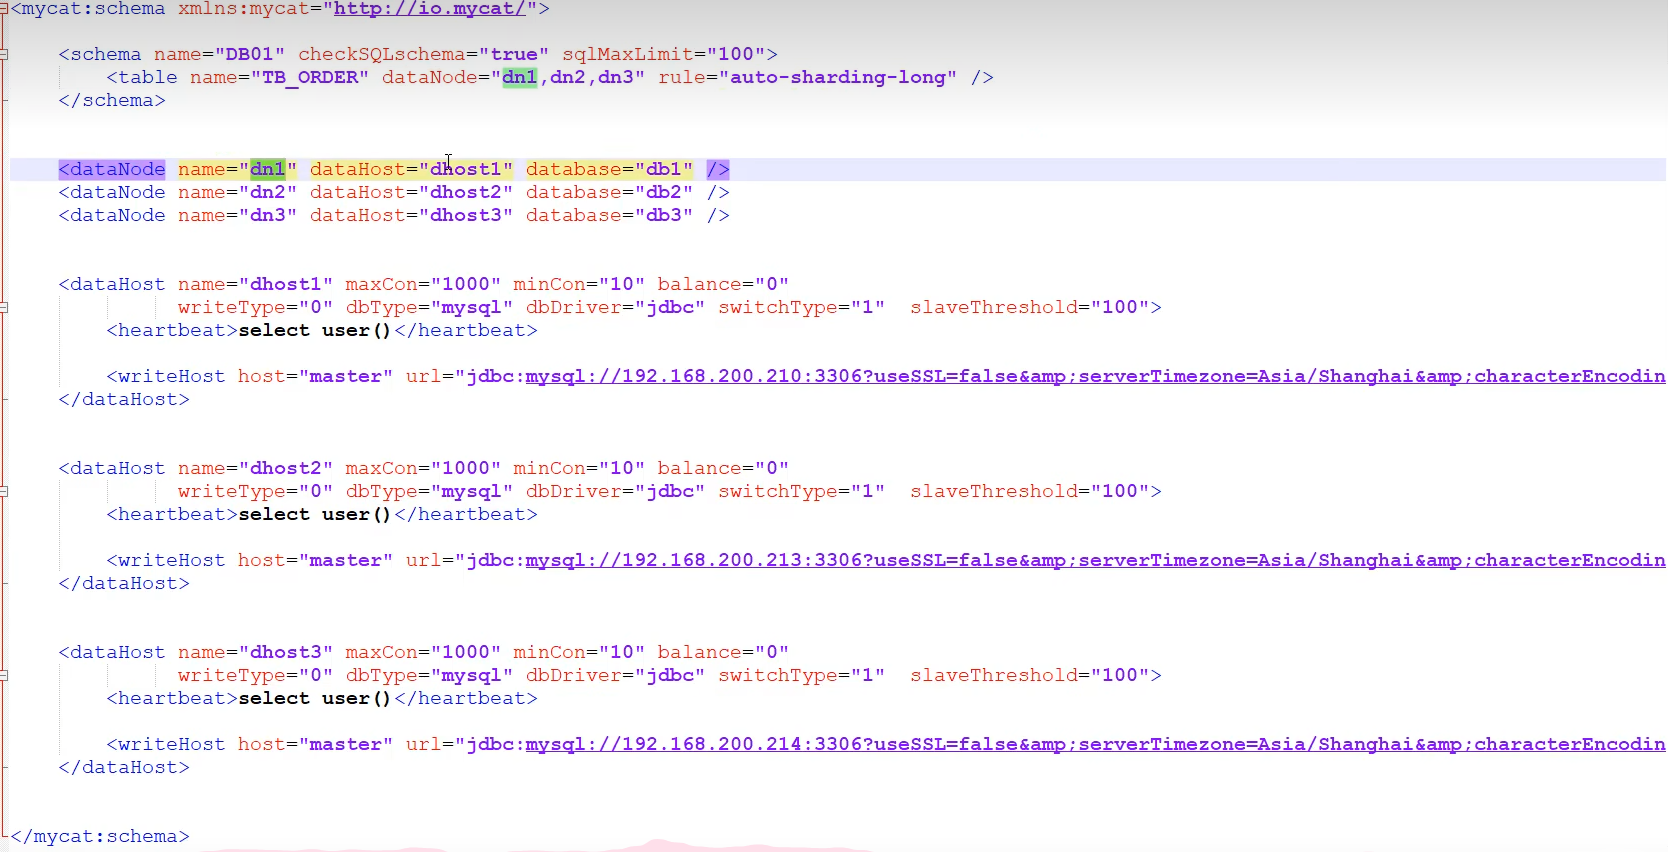 <mycat:schema xmlns:mycat="http://io.mycat/">
<schema name="DB01" checkSQLschema="true" sqlMaxLimit="100">
<table name="TB_ORDER" dataNode="dn1,dn2,dn3" rule="auto-sharding-long" />
</schema>
<dataNode name="dn1" dataHost="dhost1" database="db1" />
<dataNode name="dn2" dataHost="dhost2" database="db2" />
<dataNode name="dn3" dataHost="dhost3" database="db3" />
<dataHost name="dhost1" maxCon="1000" minCon="10" balance="0"
writeType="0" dbType="mysql" dbDriver="jdbc" switchType="1"  slaveThreshold="100">
<heartbeat>select user()</heartbeat>
<writeHost host="master" url="jdbc:mysql://192.168.200.210:3306?useSSL=false&amp;serverTimezone=Asia/Shanghai&amp;characterEncodin
</dataHost>
<dataHost name="dhost2" maxCon="1000" minCon="10" balance="0"
writeType="0" dbType="mysql" dbDriver="jdbc" switchType="1"  slaveThreshold="100">
<heartbeat>select user()</heartbeat>
<writeHost host="master" url="jdbc:mysql://192.168.200.213:3306?useSSL=false&amp;serverTimezone=Asia/Shanghai&amp;characterEncodin
</dataHost>
<dataHost name="dhost3" maxCon="1000" minCon="10" balance="0"
writeType="0" dbType="mysql" dbDriver="jdbc" switchType="1"  slaveThreshold="100">
<heartbeat>select user()</heartbeat>
<writeHost host="master" url="jdbc:mysql://192.168.200.214:3306?useSSL=false&amp;serverTimezone=Asia/Shanghai&amp;characterEncodin
</dataHost>
</mycat:schema>